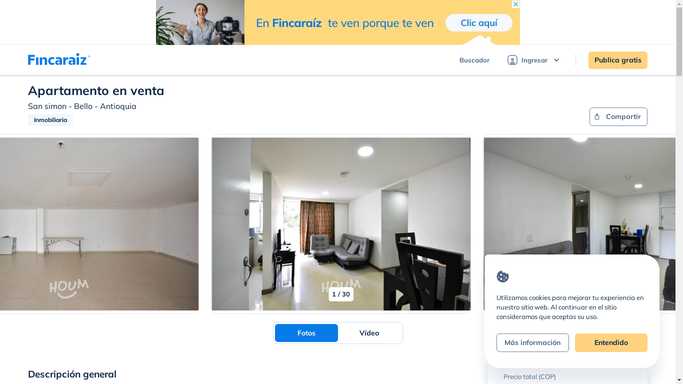 En Fincaraíz te ven porque te ven
Clic aquí
Fincaraiz
Buscador
Ingresar
Publica gratis
Apartamento en venta
San simon - Bello - Antioquia
Inmobiliaria
Compartir
HOUM
HOUM
1 / 30
Fotos
Vídeo
Utilizamos cookies para mejorar tu experiencia en
nuestro sitio web. Al continuar en el sitio
consideramos que aceptas su uso.
Más información
Entendido
Descripción general
Precio total (COP)